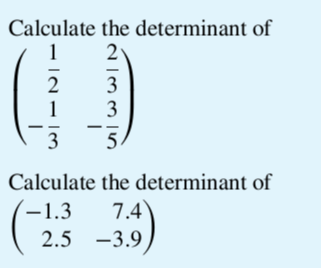 Calculate the determinant of
( 1/2 2/3 )
( -1/3 -3/5 )
Calculate the determinant of
( −1.3 7.4 )
( 2.5 −3.9 )